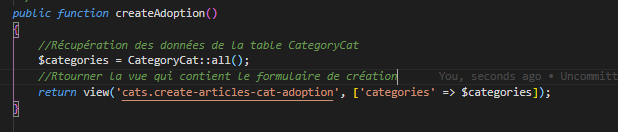 public function createAdoption()
{
//Récupération des données de la table CategoryCat
$categories = CategoryCat::all();
//Rtourner la vue qui contient le formulaire de création You, seconds ago • Uncommitt
return view('cats.create-articles-cat-adoption', ['categories' => $categories]);
}